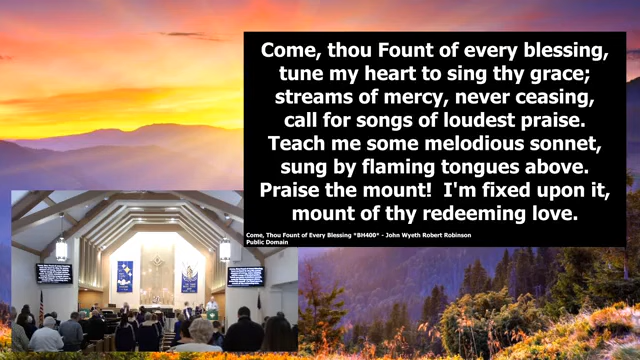 Come, thou Fount of every blessing,
tune my heart to sing thy grace;
streams of mercy, never ceasing,
call for songs of loudest praise.
Teach me some melodious sonnet,
sung by flaming tongues above.
Praise the mount!  I'm fixed upon it,
mount of thy redeeming love.
Come, Thou Fount of Every Blessing *BH400* - John Wyeth Robert Robinson
Public Domain